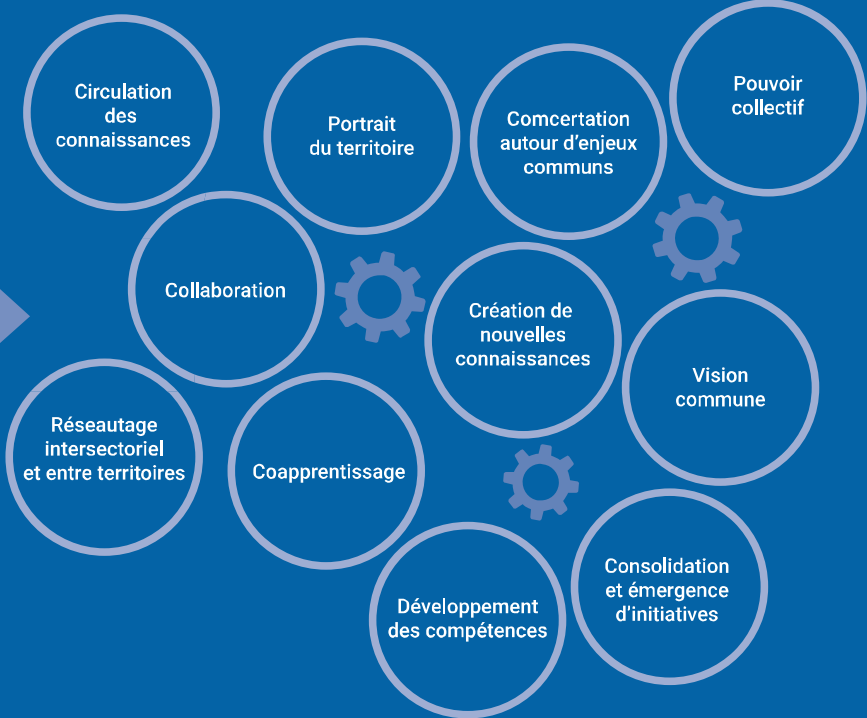 Circulation
des
connaissances
Portrait
du territoire
Comcertation
autour d'enjeux
communs
Pouvoir
collectif
Collaboration
Création de
nouvelles
connaissances
Vision
commune
Réseautage
intersectoriel
et entre territoires
Coapprentissage
Développement
des compétences
Consolidation
et émergence
d'initiatives